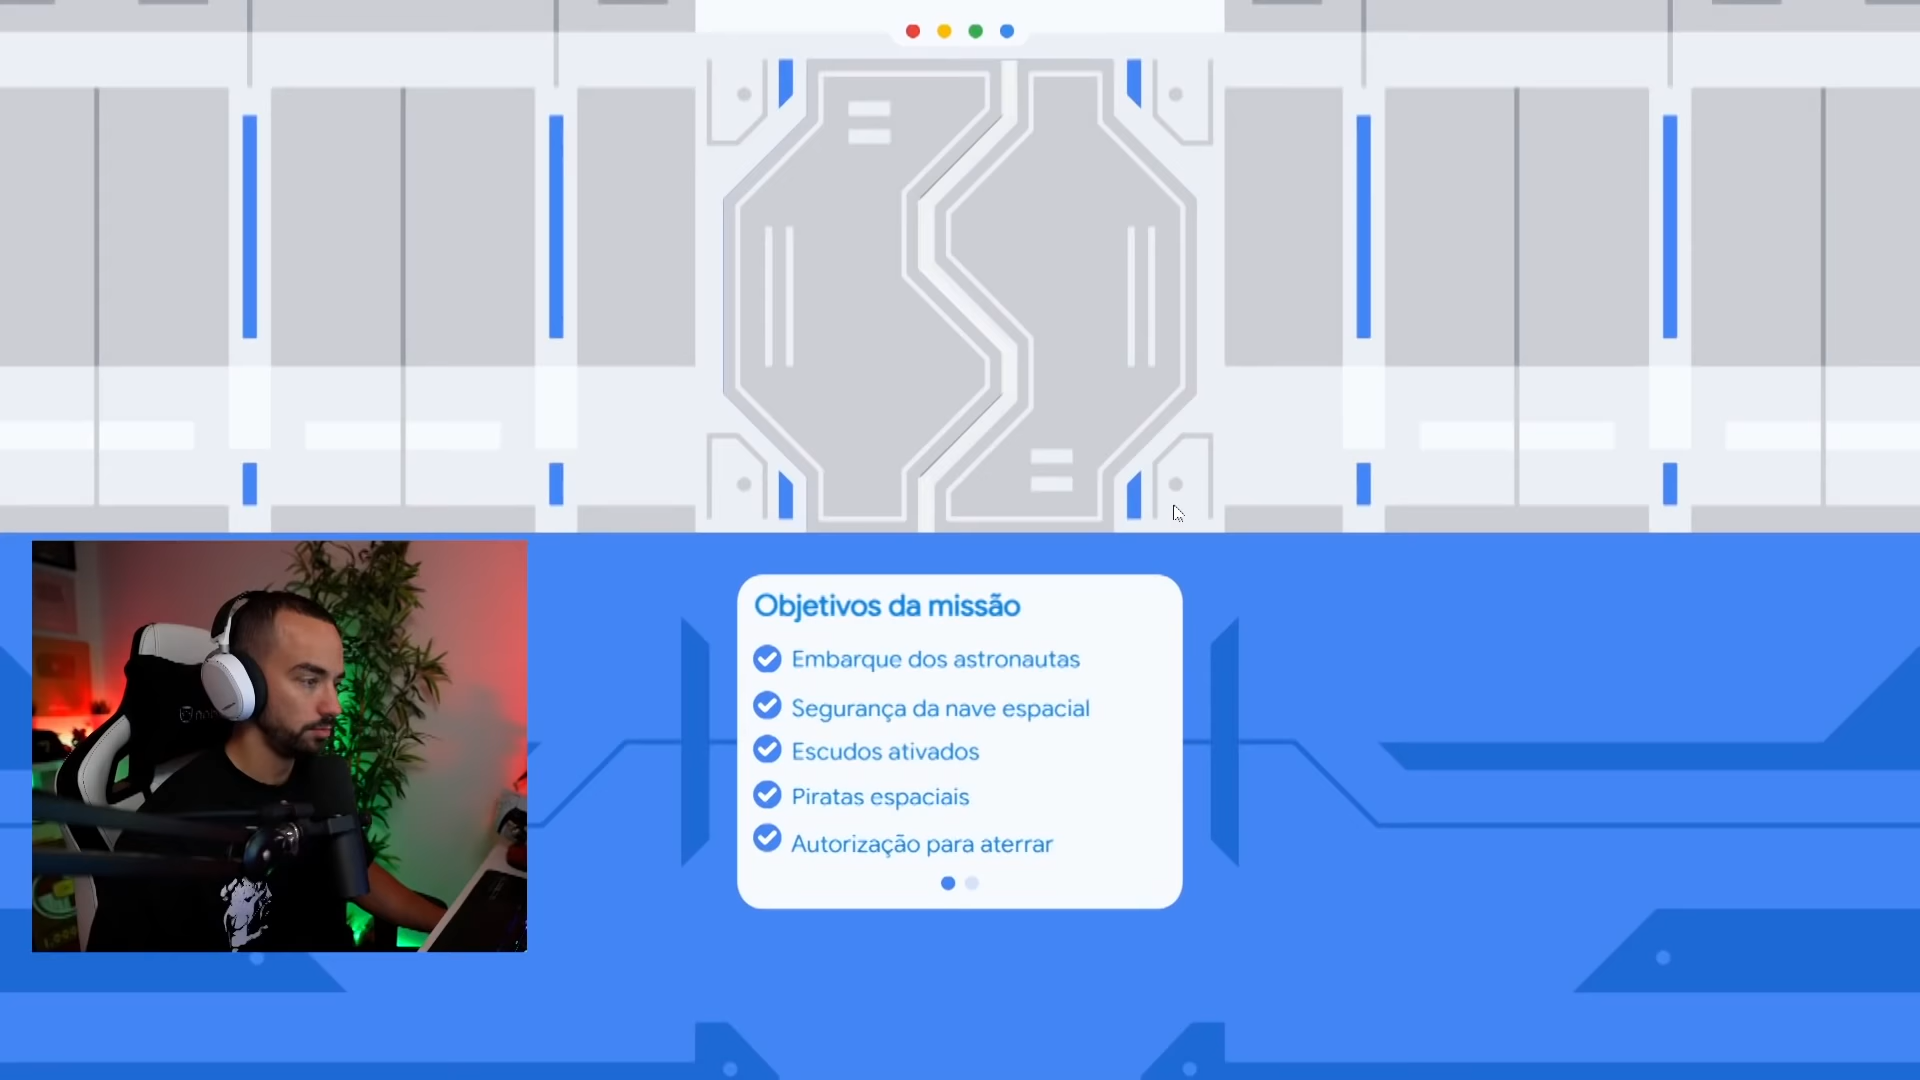 Objetivos da missão
Embarque dos astronautas
Segurança da nave espacial
Escudos ativados
Piratas espaciais
Autorização para aterrar